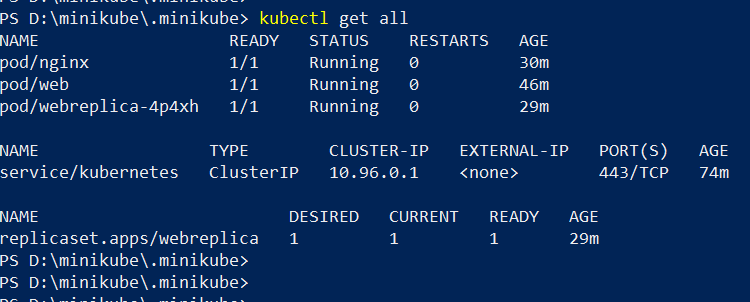 PS D:\minikube\.minikube>
PS D:\minikube\.minikube> kubectl get all
NAME READY STATUS RESTARTS AGE
pod/nginx 1/1 Running 0 30m
pod/web 1/1 Running 0 46m
pod/webreplica-4p4xh 1/1 Running 0 29m
NAME TYPE CLUSTER-IP EXTERNAL-IP PORT(S) AGE
service/kubernetes ClusterIP 10.96.0.1 <none> 443/TCP 74m
NAME DESIRED CURRENT READY AGE
replicaset.apps/webreplica 1 1 1 29m
PS D:\minikube\.minikube>
PS D:\minikube\.minikube>
PS D:\minikube\.minikube>